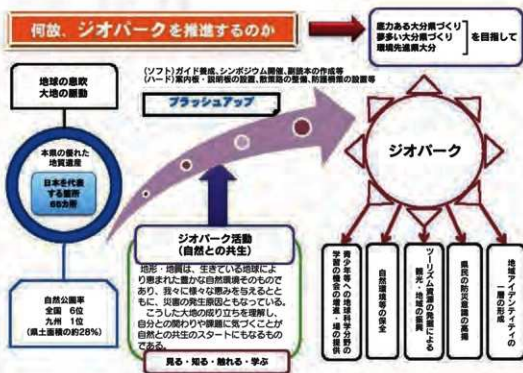 何故、ジオパークを推進するのか
底力ある大分県づくり
夢多い大分県づくり
環境先進県大分
を目指して
地球の息吹
大地の脈動
(ソフト)ガイド養成、シンポジウム開催、副読本の作成等
(ハード)案内板・説明板の設置、散策路の整備、防護横策の設置等
ブラッシュアップ
本県の優れた
地質遺産
日本を代表
する箇所
65カ所
自然公園率
全国 6位
九州 1位
(県土面積の約28%)
ジオパーク活動
(自然との共生)
地形・地質は、生きている地球によ
り恵まれた豊かな自然環境そのもので
あり、我々に様々な恵みを与えるとと
もに、災害の発生原因ともなっている。
こうした大地の成り立ちを理解し、
自分との関わりや課題に気づくことが
自然との共生のスタートにもなるもの
である。
見る・知る・触れる・学ぶ
ジオパーク
青少年等への地球科学分野の
学習の機会の増進・場の提供
自然環境等の保全
ツーリズム資源の発掘による
観光・地域の振興
県民の防災意識の高揚
地域アイデンティティの
一層の形成